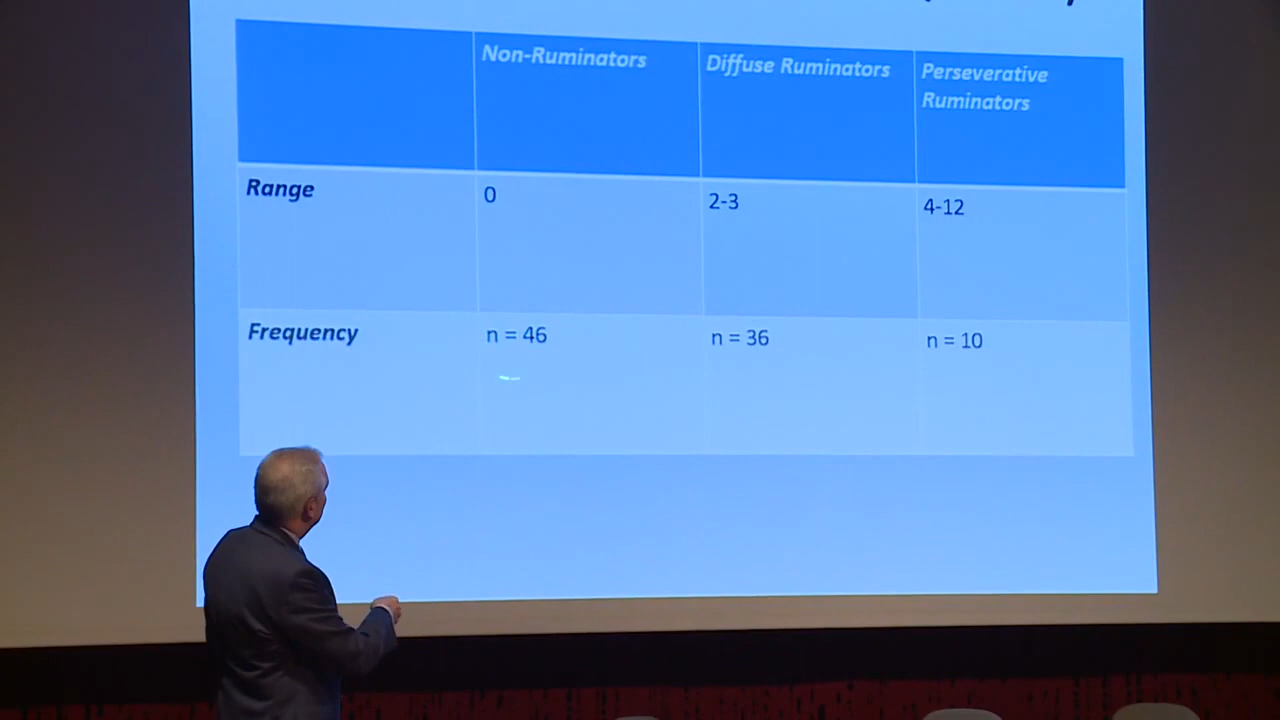 Non-Ruminators Diffuse Ruminators Perseverative
Ruminators
Range 0 2-3 4-12
Frequency n = 46 n = 36 n = 10